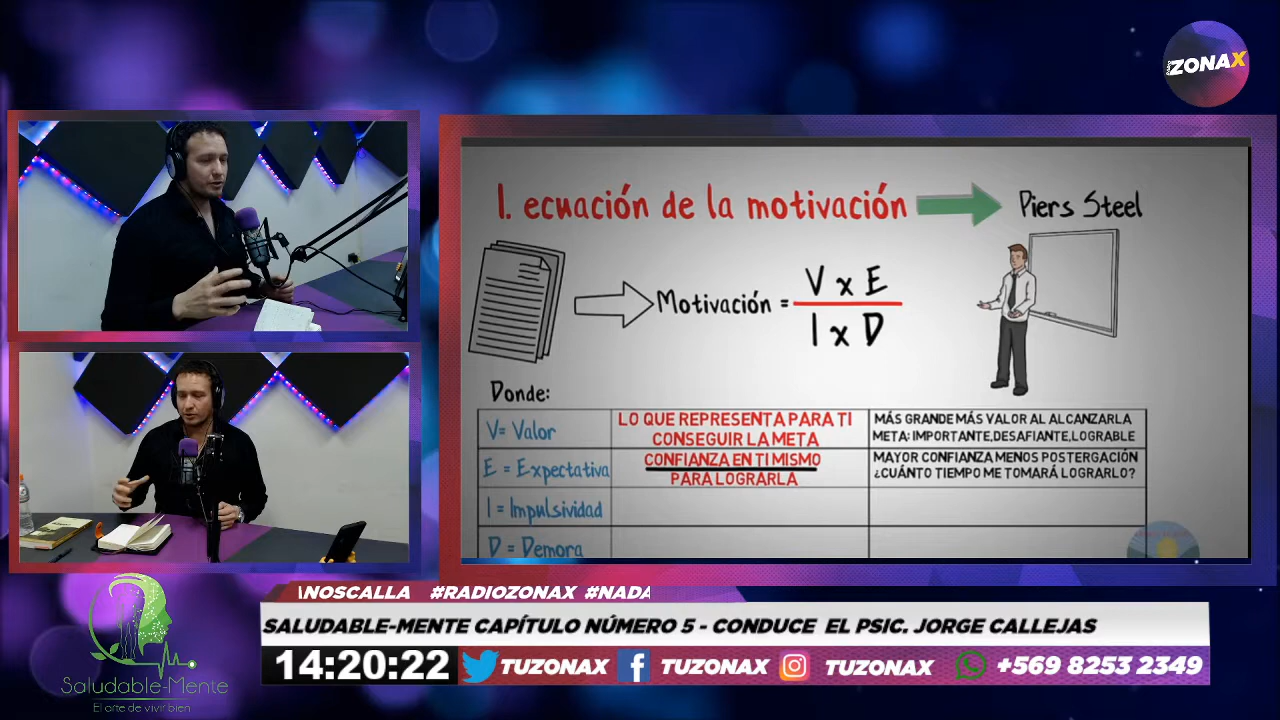 ZONAX
1. ecuación de la motivación
Piers Steel
Motivación = V x E
I x D
Donde:
V= Valor
LO QUE REPRESENTA PARA TI
CONSEGUIR LA META
MÁS GRANDE MÁS VALOR AL ALCANZARLA
META: IMPORTANTE,DESAFIANTE,LOGRABLE
E = Expectativa
CONFIANZA EN TI MISMO
PARA LOGRARLA
MAYOR CONFIANZA MENOS POSTERGACIÓN
¿CUÁNTO TIEMPO ME TOMARÁ LOGRARLO?
I = Impulsividad
D = Demora
NOSCALLA #RADIOZONAX #NADA
SALUDABLE-MENTE CAPÍTULO NÚMERO 5 - CONDUCE EL PSIC. JORGE CALLEJAS
14:20:22 TUZONAX TUZONAX TUZONAX +569 8253 2349
Saludable-Mente
El arte de vivir bien